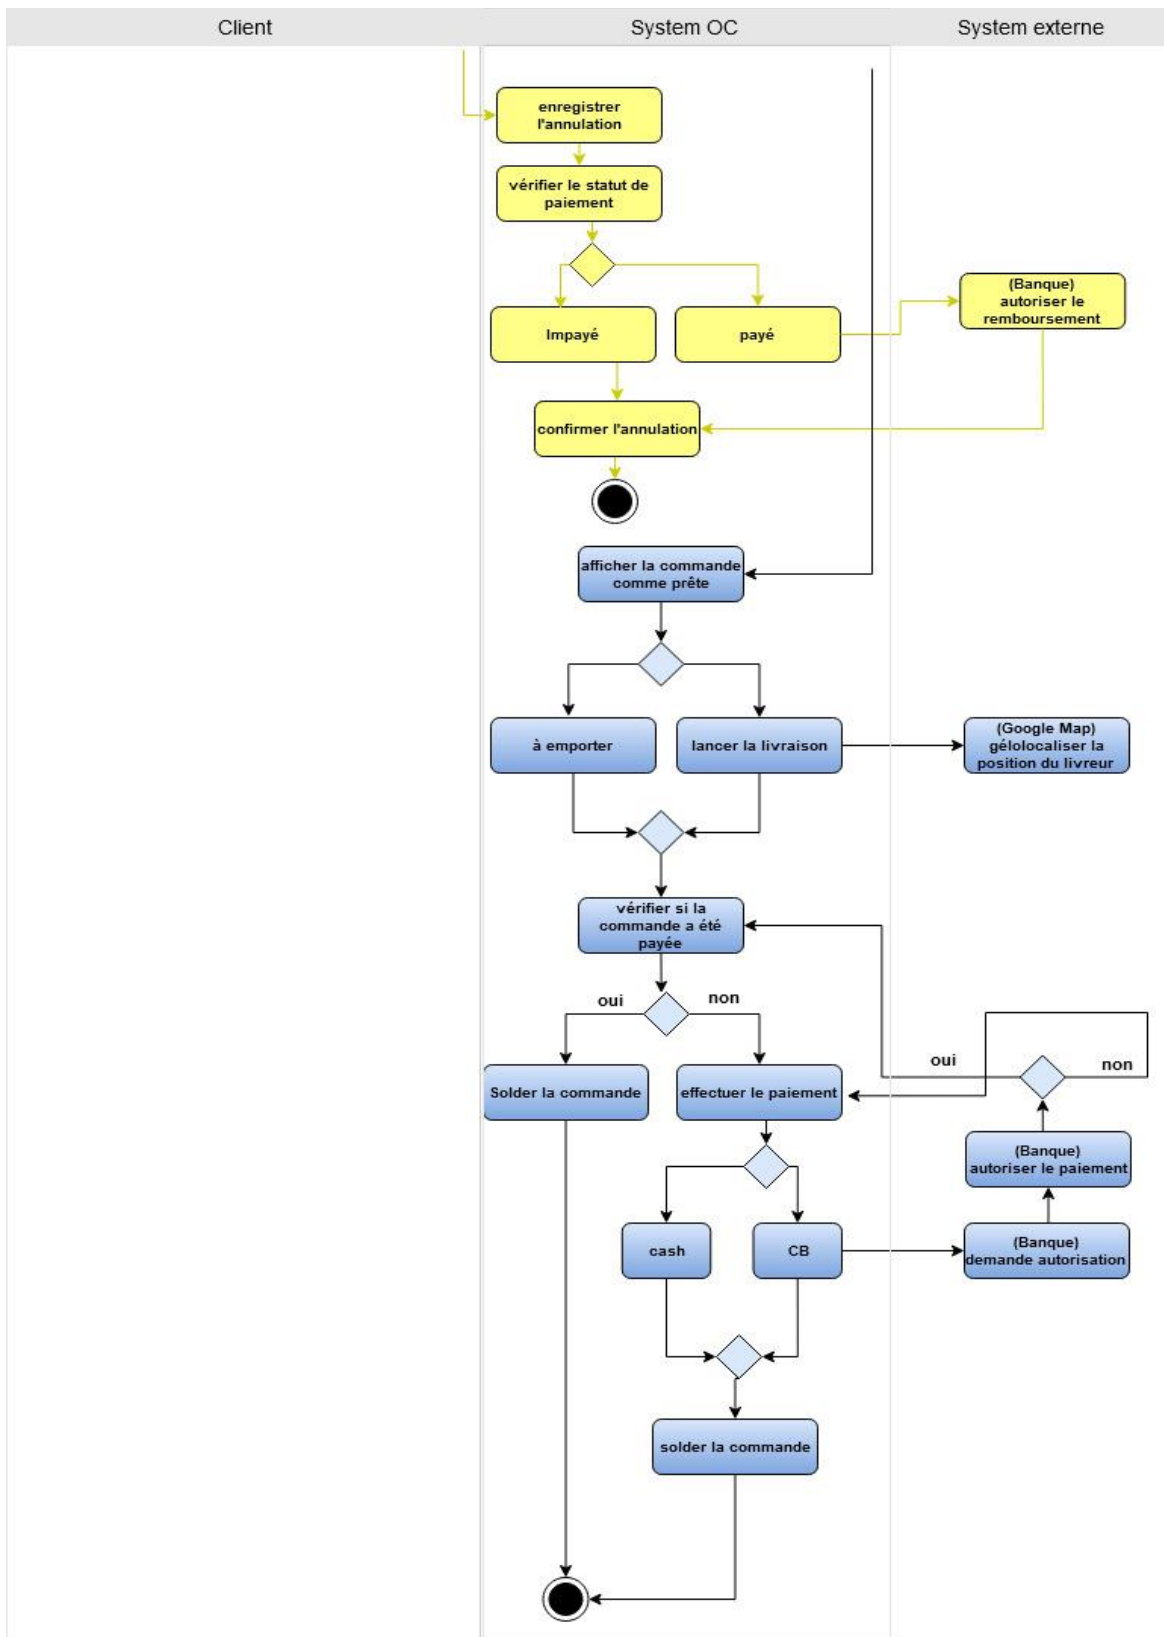 Client
System OC
System externe
enregistrer
l'annulation
vérifier le statut de
paiement
Impayé
payé
(Banque)
autoriser le
remboursement
confirmer l'annulation
afficher la commande
comme prête
à emporter
lancer la livraison
(Google Map)
gélolocaliser la
position du livreur
vérifier si la
commande a été
payée
oui
non
Solder la commande
effectuer le paiement
oui
non
(Banque)
autoriser le paiement
cash
CB
(Banque)
demande autorisation
solder la commande